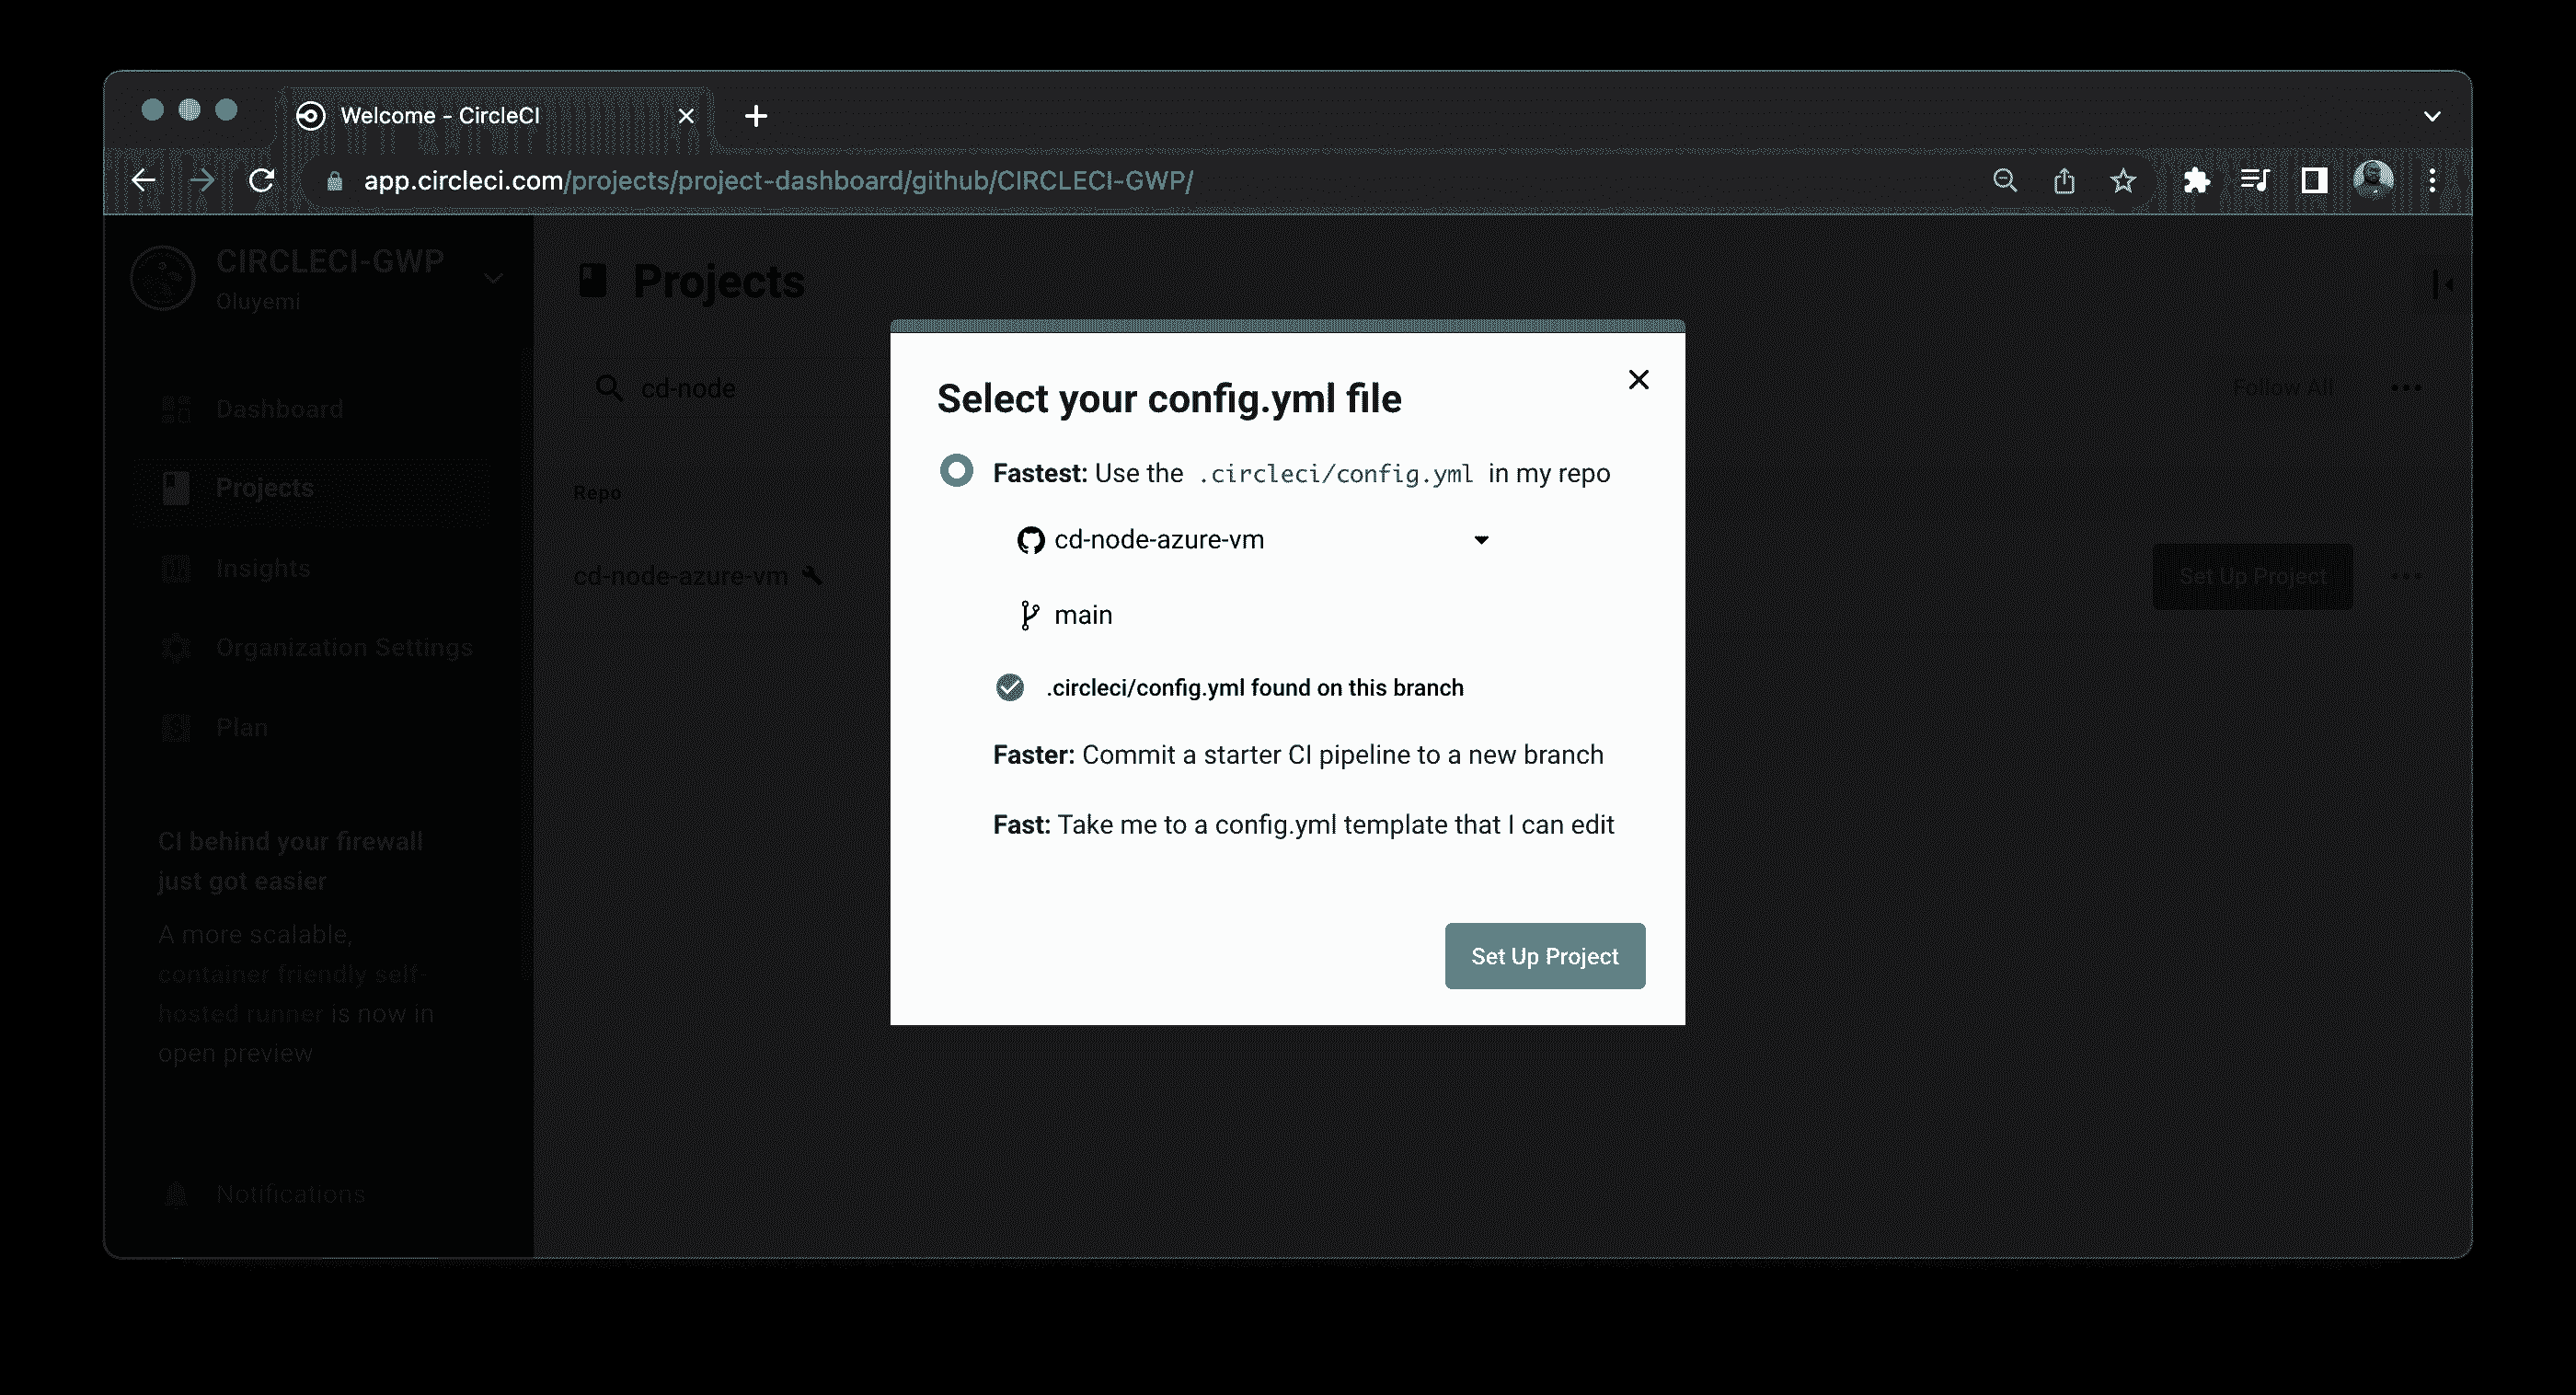 Welcome - CircleCI
app.circleci.com/projects/project-dashboard/github/CIRCLECI-GWP/
CIRCLECI-GWP
Oluyemi
Dashboard
Projects
Insights
Organization Settings
Plan
CI behind your firewall
just got easier
A more scalable,
container friendly self-
hosted runner is now in
open preview
Notifications
Projects
cd-node
Follow All
Repo
cd-node-azure-vm
Set Up Project
Select your config.yml file
Fastest: Use the .circleci/config.yml in my repo
cd-node-azure-vm
main
.circleci/config.yml found on this branch
Faster: Commit a starter CI pipeline to a new branch
Fast: Take me to a config.yml template that I can edit
Set Up Project